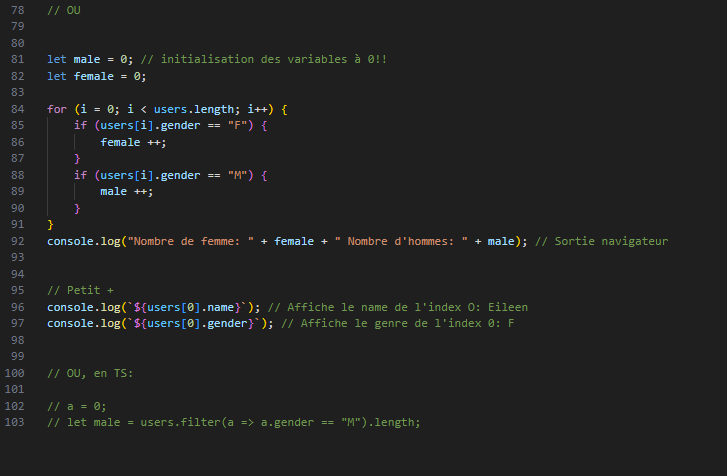 78 // OU
79
80
81 let male = 0; // initialisation des variables à 0!!
82 let female = 0;
83
84 for (i = 0; i < users.length; i++) {
85     if (users[i].gender == "F") {
86         female ++;
87     }
88     if (users[i].gender == "M") {
89         male ++;
90     }
91 }
92 console.log("Nombre de femme: " + female + " Nombre d'hommes: " + male); // Sortie navigateur
93
94
95 // Petit +
96 console.log(`${users[0].name}`); // Affiche le name de l'index O: Eileen
97 console.log(`${users[0].gender}`); // Affiche le genre de l'index 0: F
98
99
100 // OU, en TS:
101
102 // a = 0;
103 // let male = users.filter(a => a.gender == "M").length;